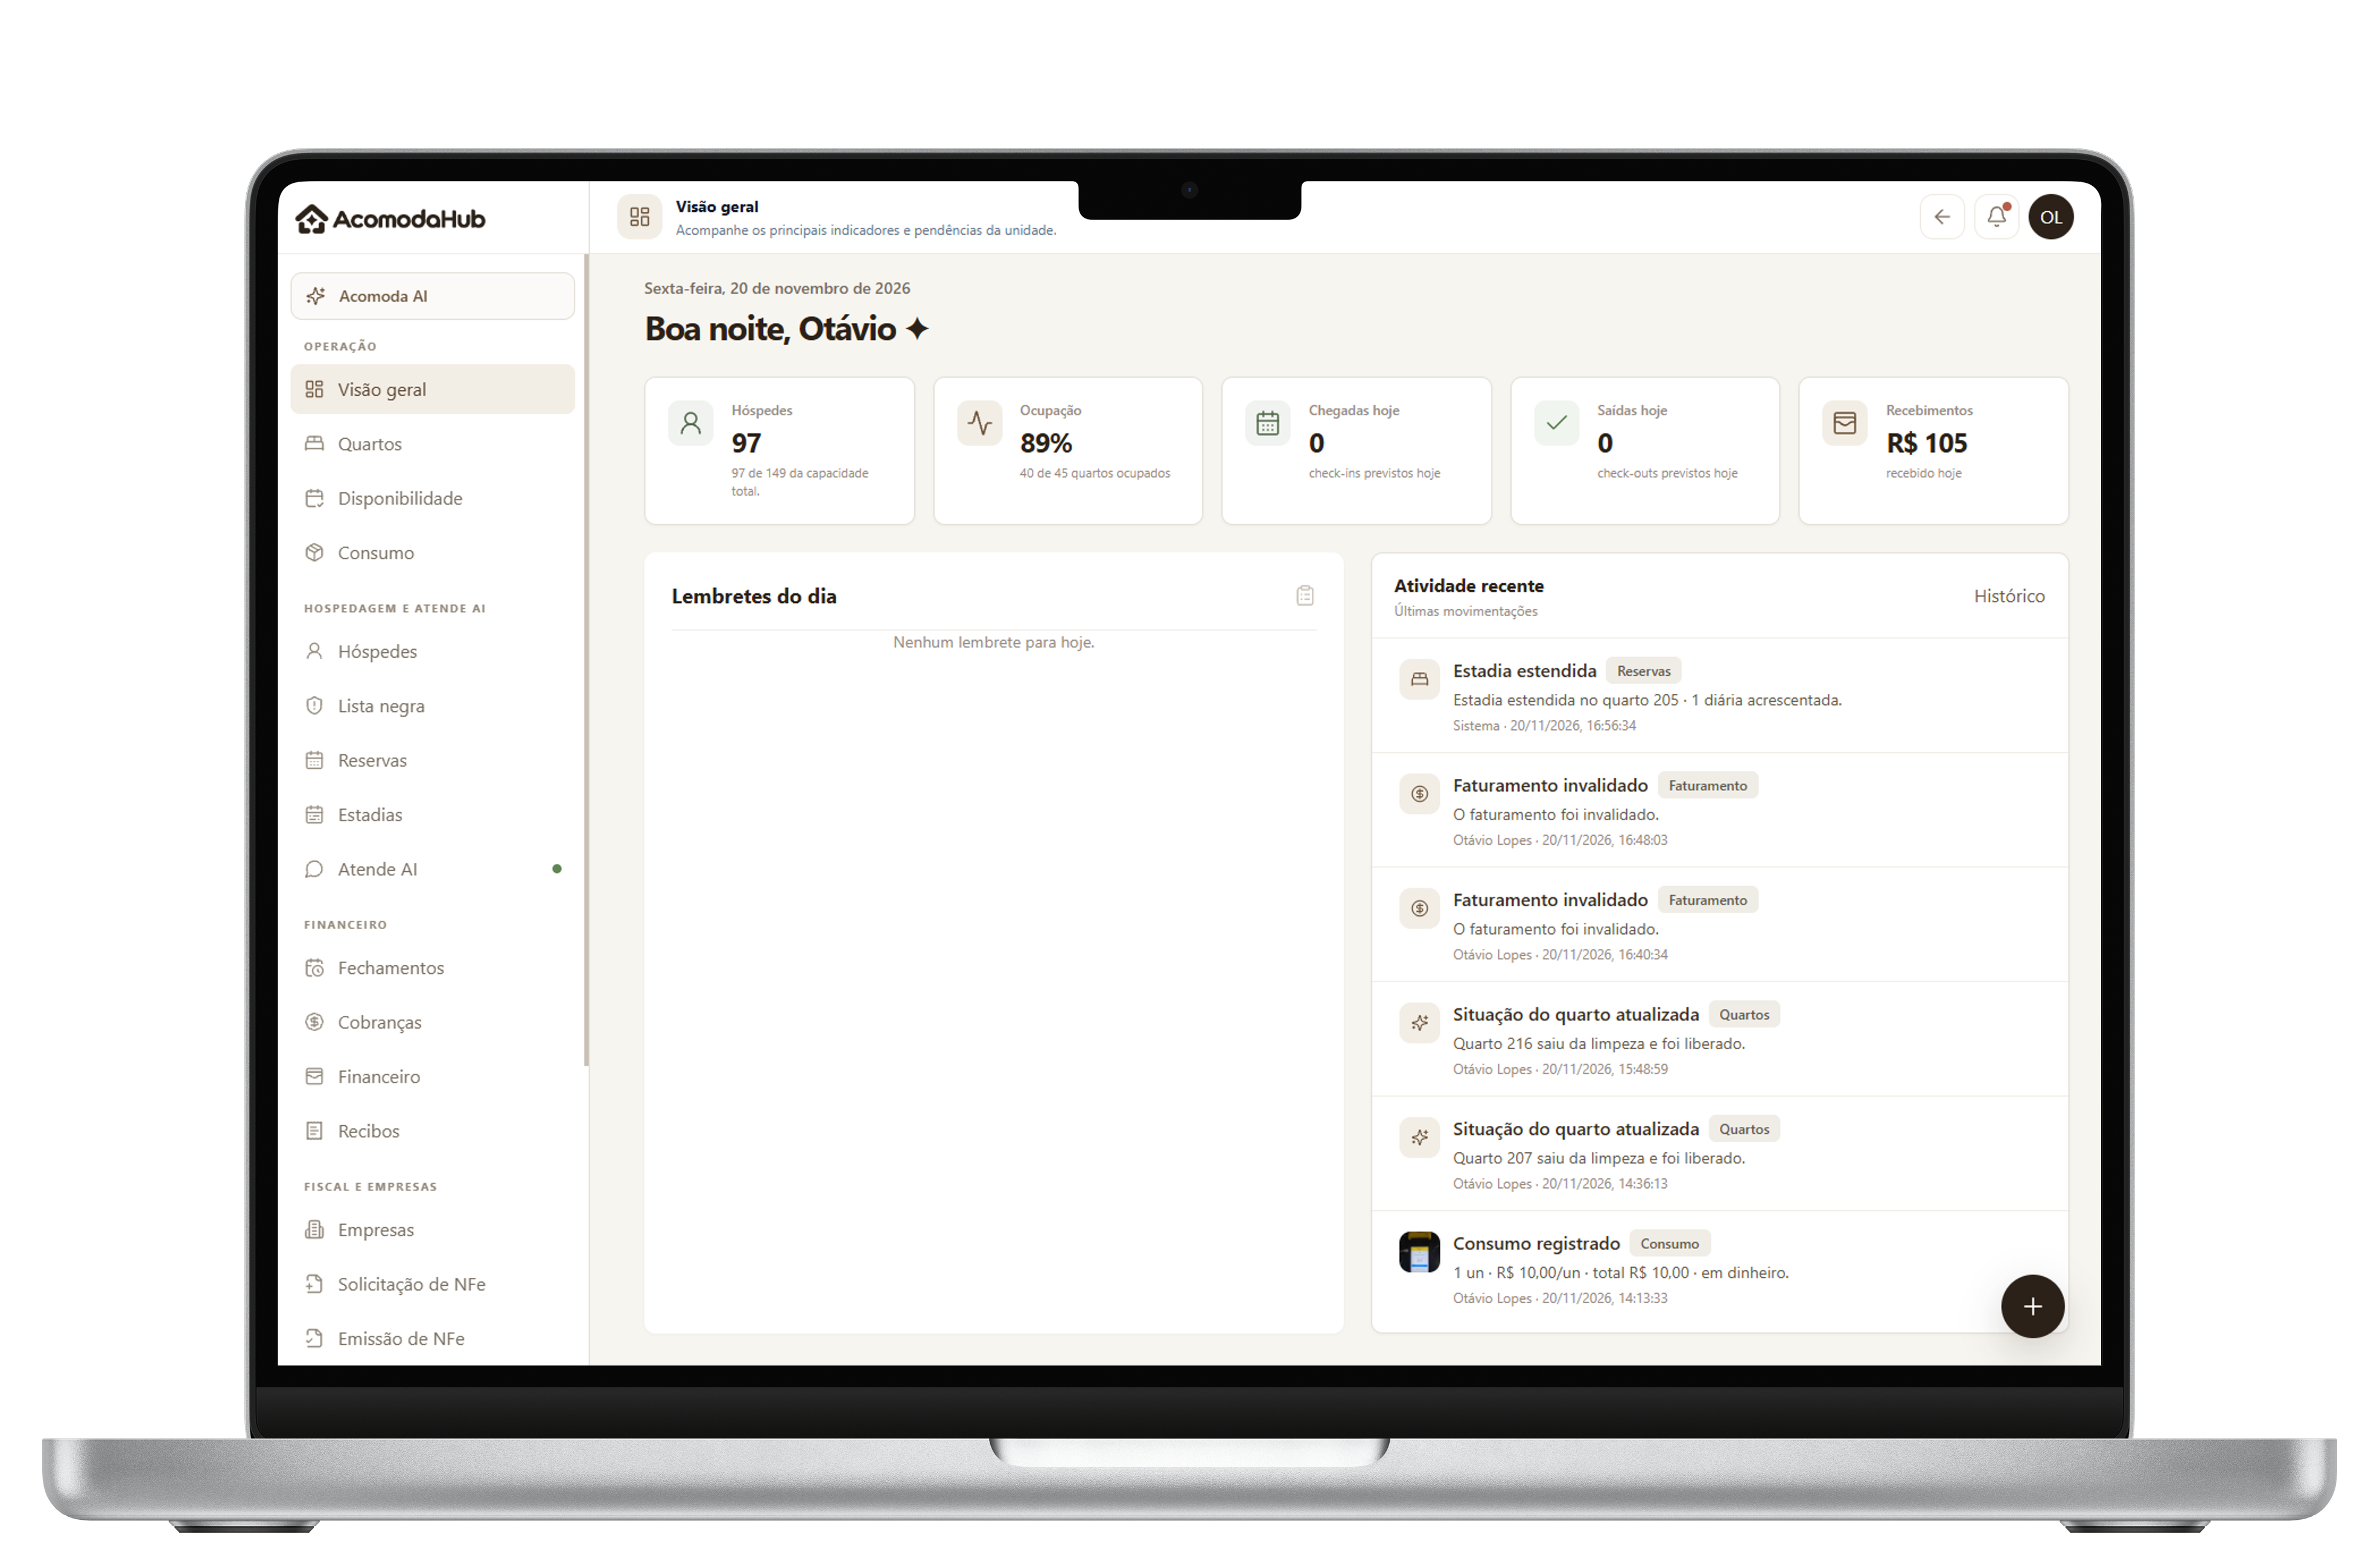 AcomodaHub
Visão geral
Acompanhe os principais indicadores e pendências da unidade.
OL
Acomoda AI
OPERAÇÃO
Visão geral
Quartos
Disponibilidade
Consumo
HOSPEDAGEM E ATENDE AI
Hóspedes
Lista negra
Reservas
Estadias
Atende AI
FINANCEIRO
Fechamentos
Cobranças
Financeiro
Recibos
FISCAL E EMPRESAS
Empresas
Solicitação de NFe
Emissão de NFe
Sexta-feira, 20 de novembro de 2026
Boa noite, Otávio ✦
Hóspedes
97
97 de 149 da capacidade
total.
Ocupação
89%
40 de 45 quartos ocupados
Chegadas hoje
0
check-ins previstos hoje
Saídas hoje
0
check-outs previstos hoje
Recebimentos
R$ 105
recebido hoje
Lembretes do dia
Nenhum lembrete para hoje.
Atividade recente
Últimas movimentações
Histórico
Estadia estendida Reservas
Estadia estendida no quarto 205 · 1 diária acrescentada.
Sistema · 20/11/2026, 16:56:34
Faturamento invalidado Faturamento
O faturamento foi invalidado.
Otávio Lopes · 20/11/2026, 16:48:03
Faturamento invalidado Faturamento
O faturamento foi invalidado.
Otávio Lopes · 20/11/2026, 16:40:34
Situação do quarto atualizada Quartos
Quarto 216 saiu da limpeza e foi liberado.
Otávio Lopes · 20/11/2026, 15:48:59
Situação do quarto atualizada Quartos
Quarto 207 saiu da limpeza e foi liberado.
Otávio Lopes · 20/11/2026, 14:36:13
Consumo registrado Consumo
1 un · R$ 10,00/un · total R$ 10,00 · em dinheiro.
Otávio Lopes · 20/11/2026, 14:13:33
+